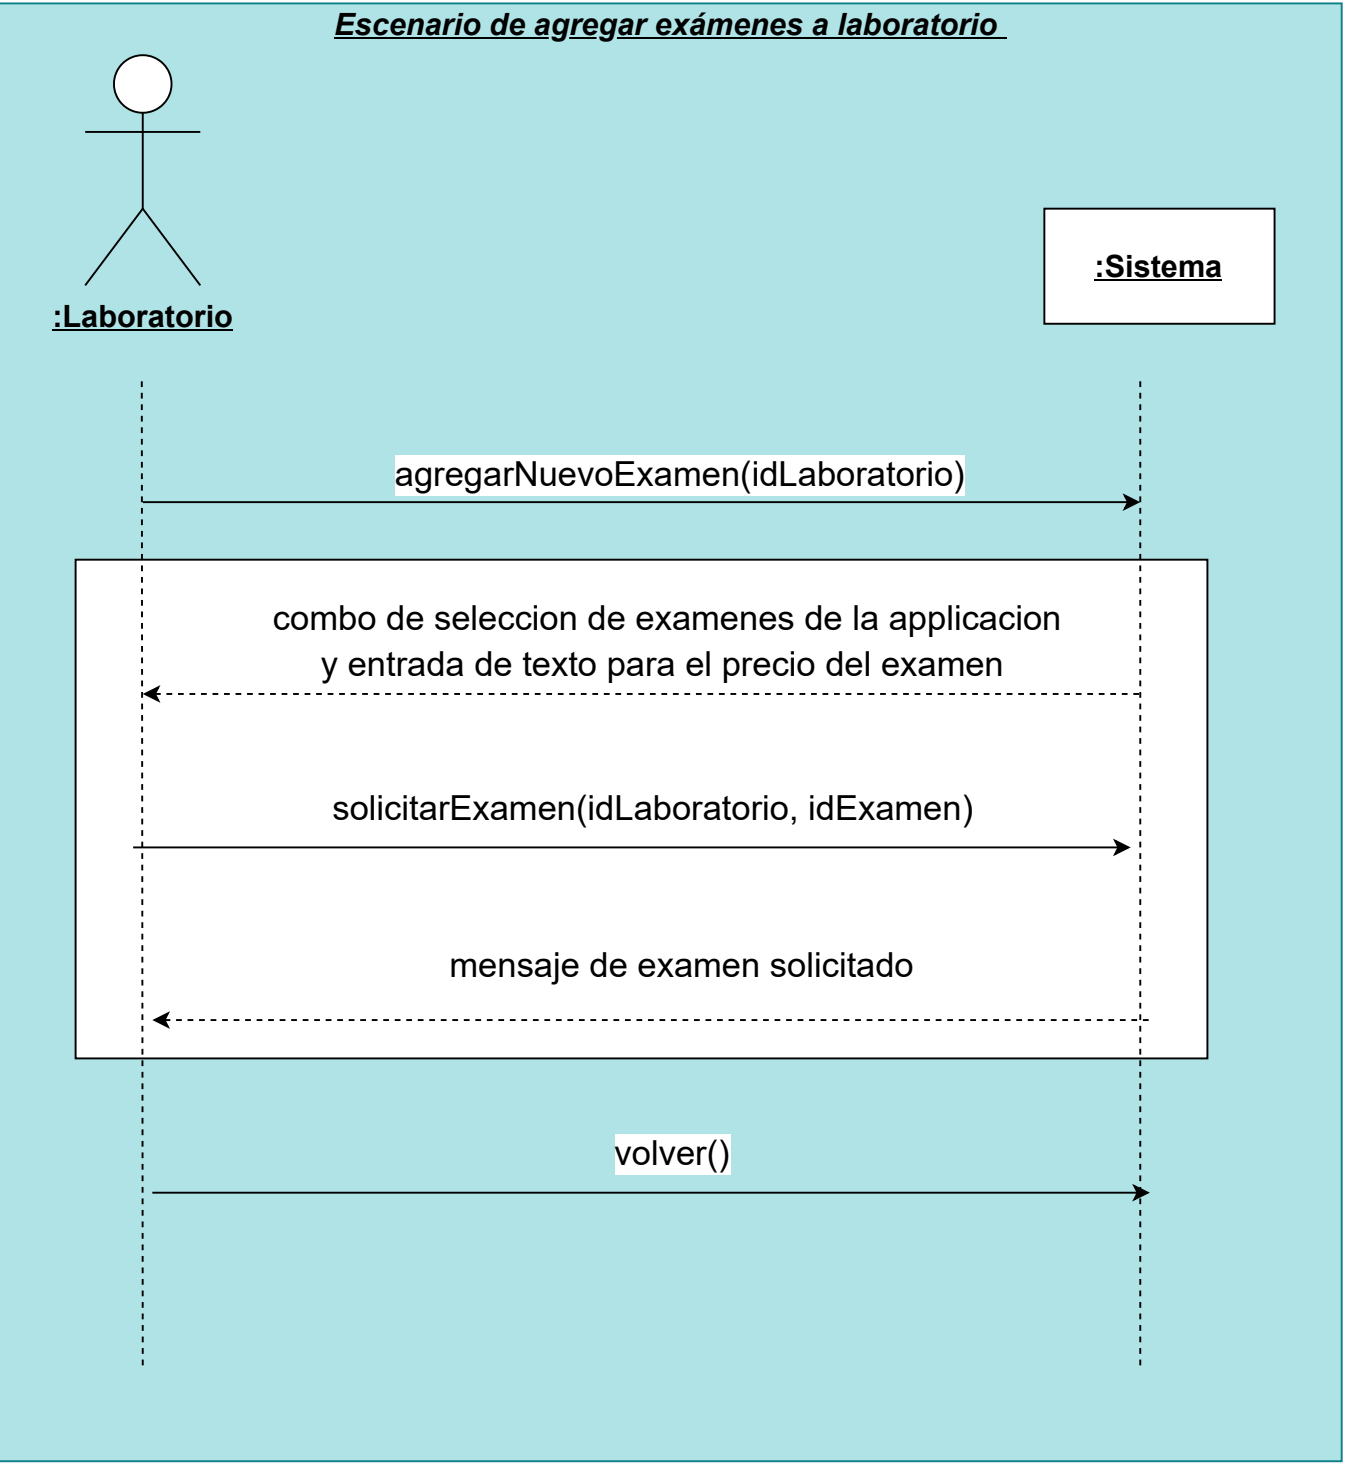 Escenario de agregar exámenes a laboratorio
:Sistema
:Laboratorio
agregarNuevoExamen(idLaboratorio)
combo de seleccion de examenes de la applicacion
y entrada de texto para el precio del examen
solicitarExamen(idLaboratorio, idExamen)
mensaje de examen solicitado
volver()